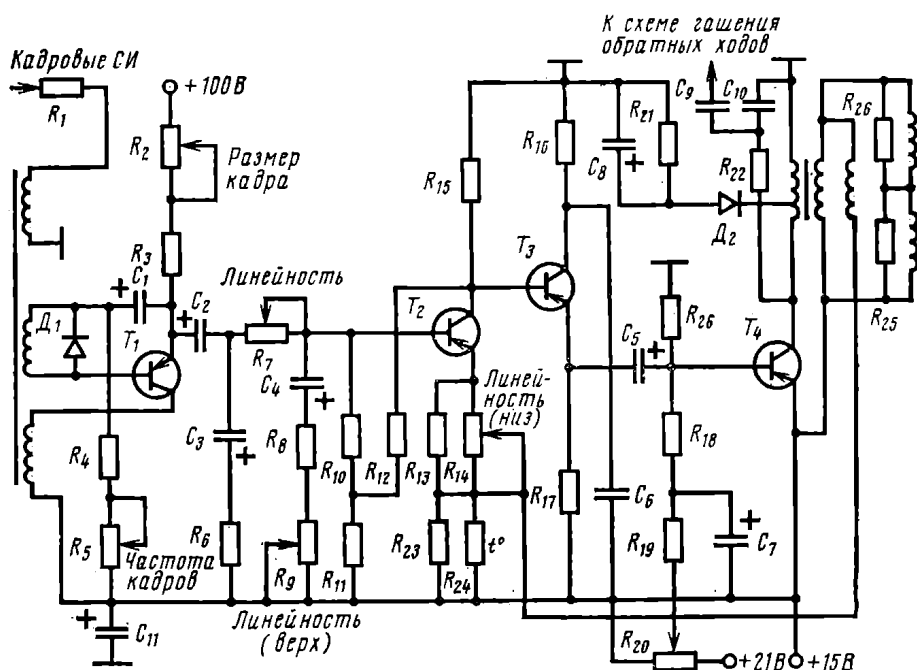 К схеме гашения
обратных ходов
Кадровые СИ
+100В
R1
R2
Размер
кадра
R3
C1
C2
Линейность
Д1
T1
R7
C4
R4
R5
Частота
кадров
C11
C3
R6
R8
R9
Линейность
(верх)
R10
R11
R12
R13
R14
R15
T2
Линей-
ность
(низ)
R23
R24
t°
R16
T3
C8
R21
C9
C10
R22
Д2
R26
C5
R26
T4
R17
C6
R18
R19
C7
R20
R25
+21В
+15В